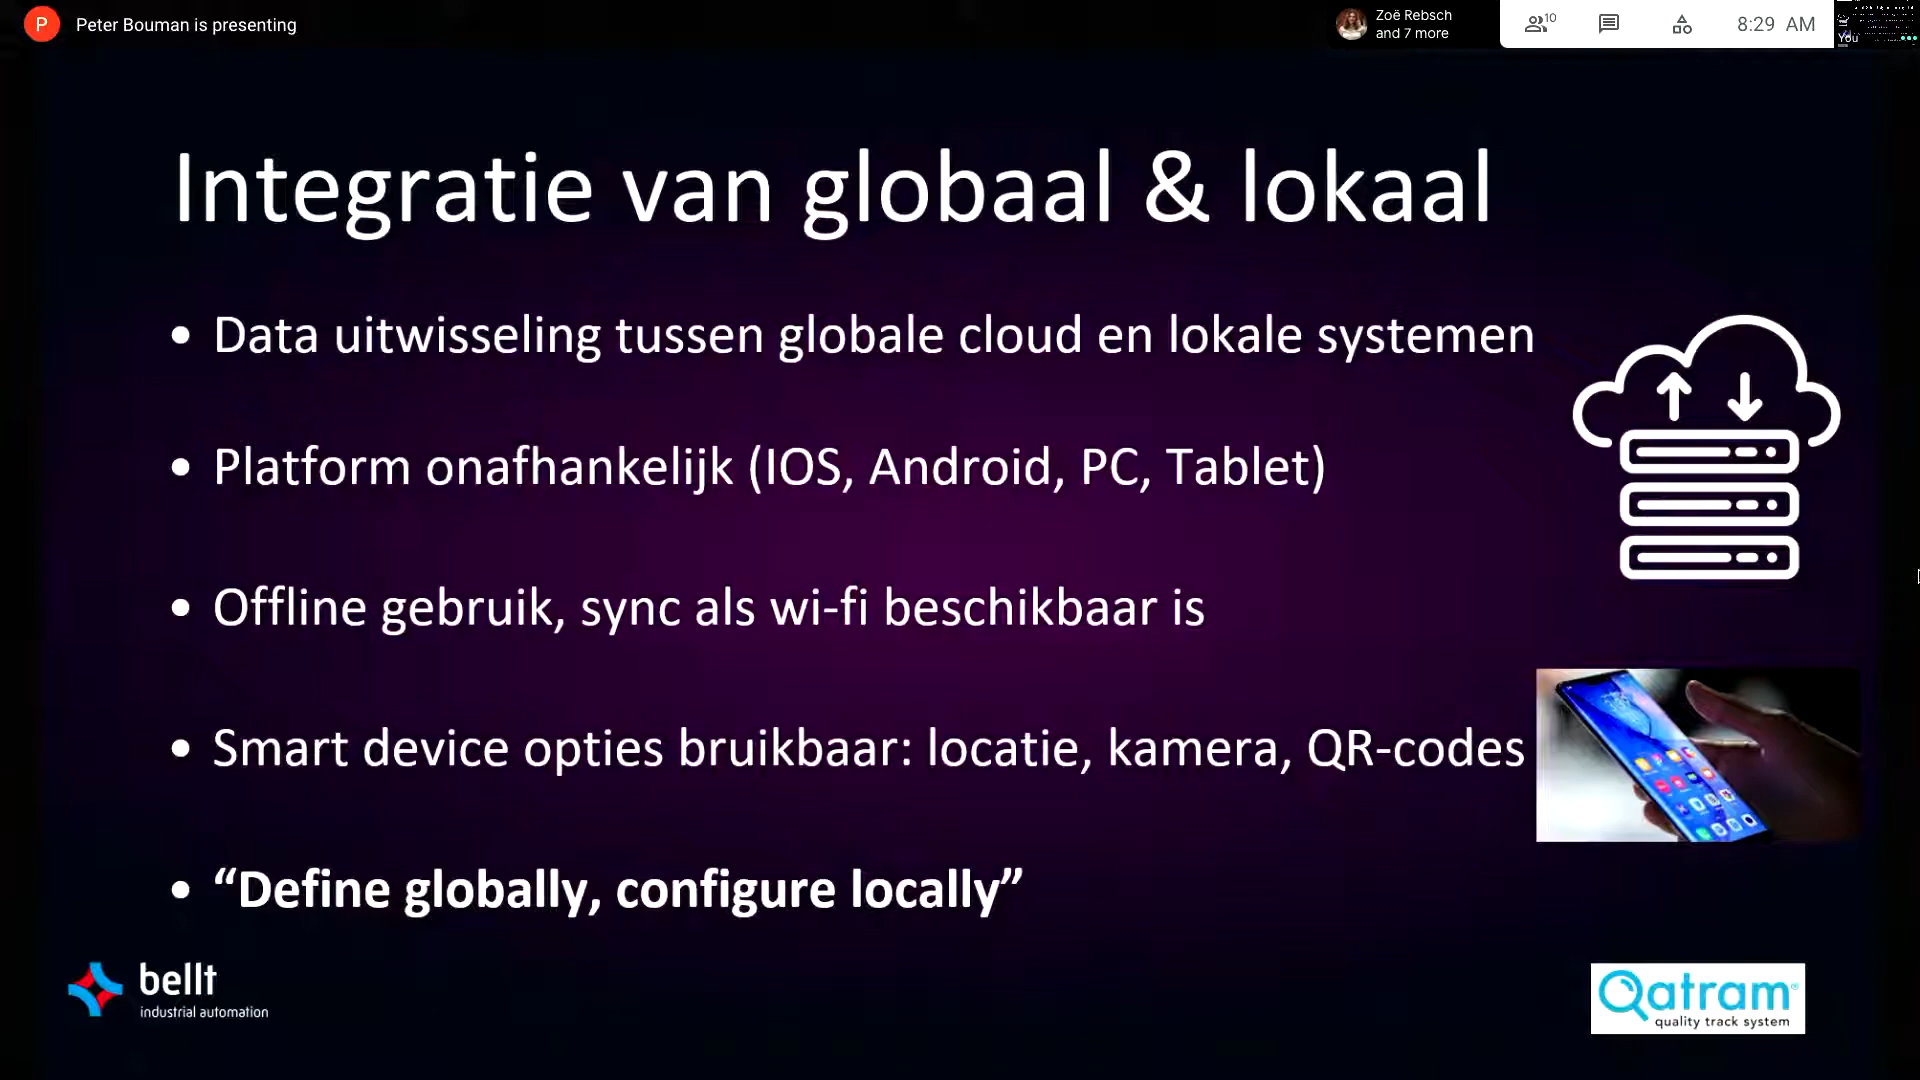 P Peter Bouman is presenting
Zoë Rebsch
and 7 more
10
8:29 AM
You
Integratie van globaal & lokaal
• Data uitwisseling tussen globale cloud en lokale systemen
• Platform onafhankelijk (IOS, Android, PC, Tablet)
• Offline gebruik, sync als wi-fi beschikbaar is
• Smart device opties bruikbaar: locatie, kamera, QR-codes
• “Define globally, configure locally”
bellt
industrial automation
Qatram®
quality track system